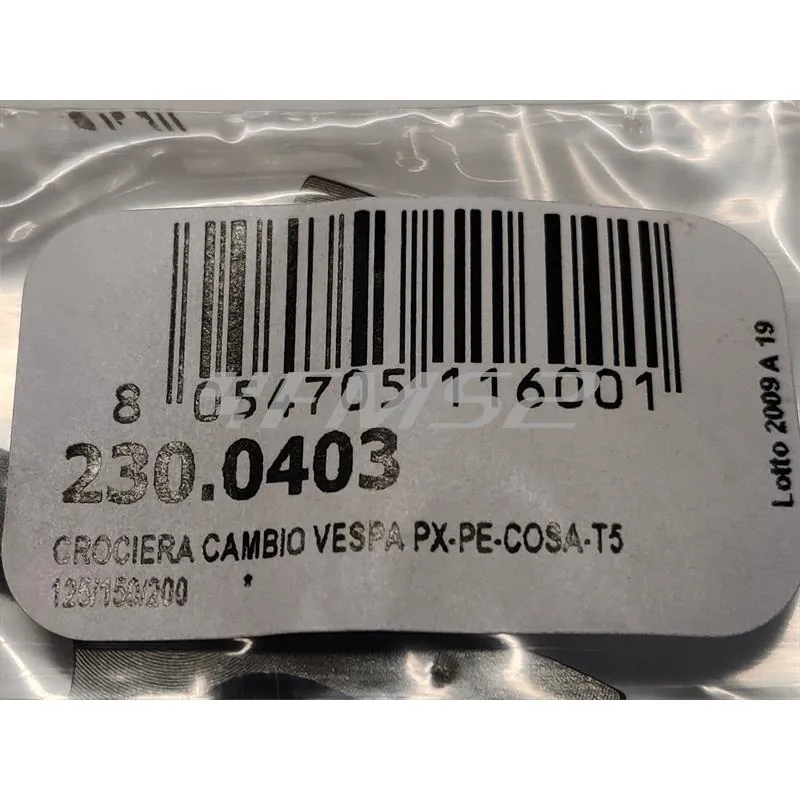 8 054705 116001
230.0403
CROCIERA CAMBIO VESPA PX-PE-COSA-T5
125/150/200 *
Lotto 2009 A 19